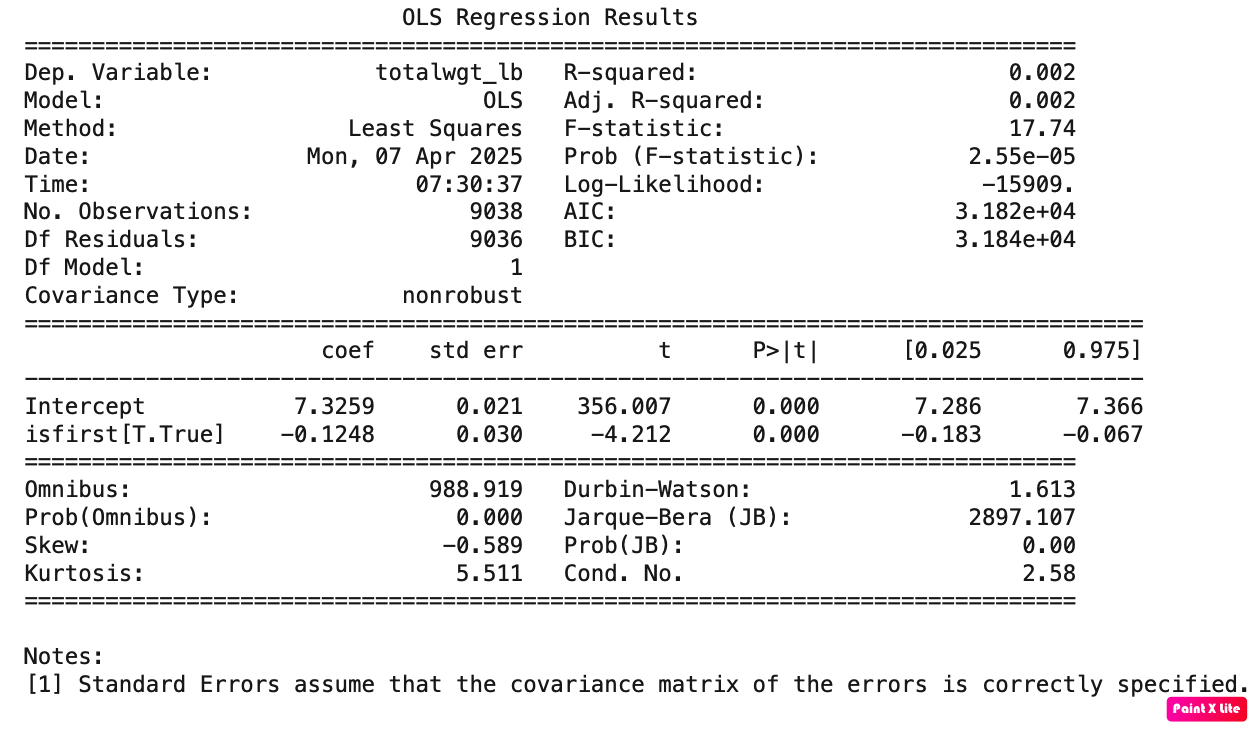 OLS Regression Results
==============================================================================
Dep. Variable: totalwgt_lb R-squared: 0.002
Model: OLS Adj. R-squared: 0.002
Method: Least Squares F-statistic: 17.74
Date: Mon, 07 Apr 2025 Prob (F-statistic): 2.55e-05
Time: 07:30:37 Log-Likelihood: -15909.
No. Observations: 9038 AIC: 3.182e+04
Df Residuals: 9036 BIC: 3.184e+04
Df Model: 1
Covariance Type: nonrobust
===================================================================================
coef std err t P>|t| [0.025 0.975]
-----------------------------------------------------------------------------------
Intercept 7.3259 0.021 356.007 0.000 7.286 7.366
isfirst[T.True] -0.1248 0.030 -4.212 0.000 -0.183 -0.067
==============================================================================
Omnibus: 988.919 Durbin-Watson: 1.613
Prob(Omnibus): 0.000 Jarque-Bera (JB): 2897.107
Skew: -0.589 Prob(JB): 0.00
Kurtosis: 5.511 Cond. No. 2.58
==============================================================================
Notes:
[1] Standard Errors assume that the covariance matrix of the errors is correctly specified.
Paint X Lite